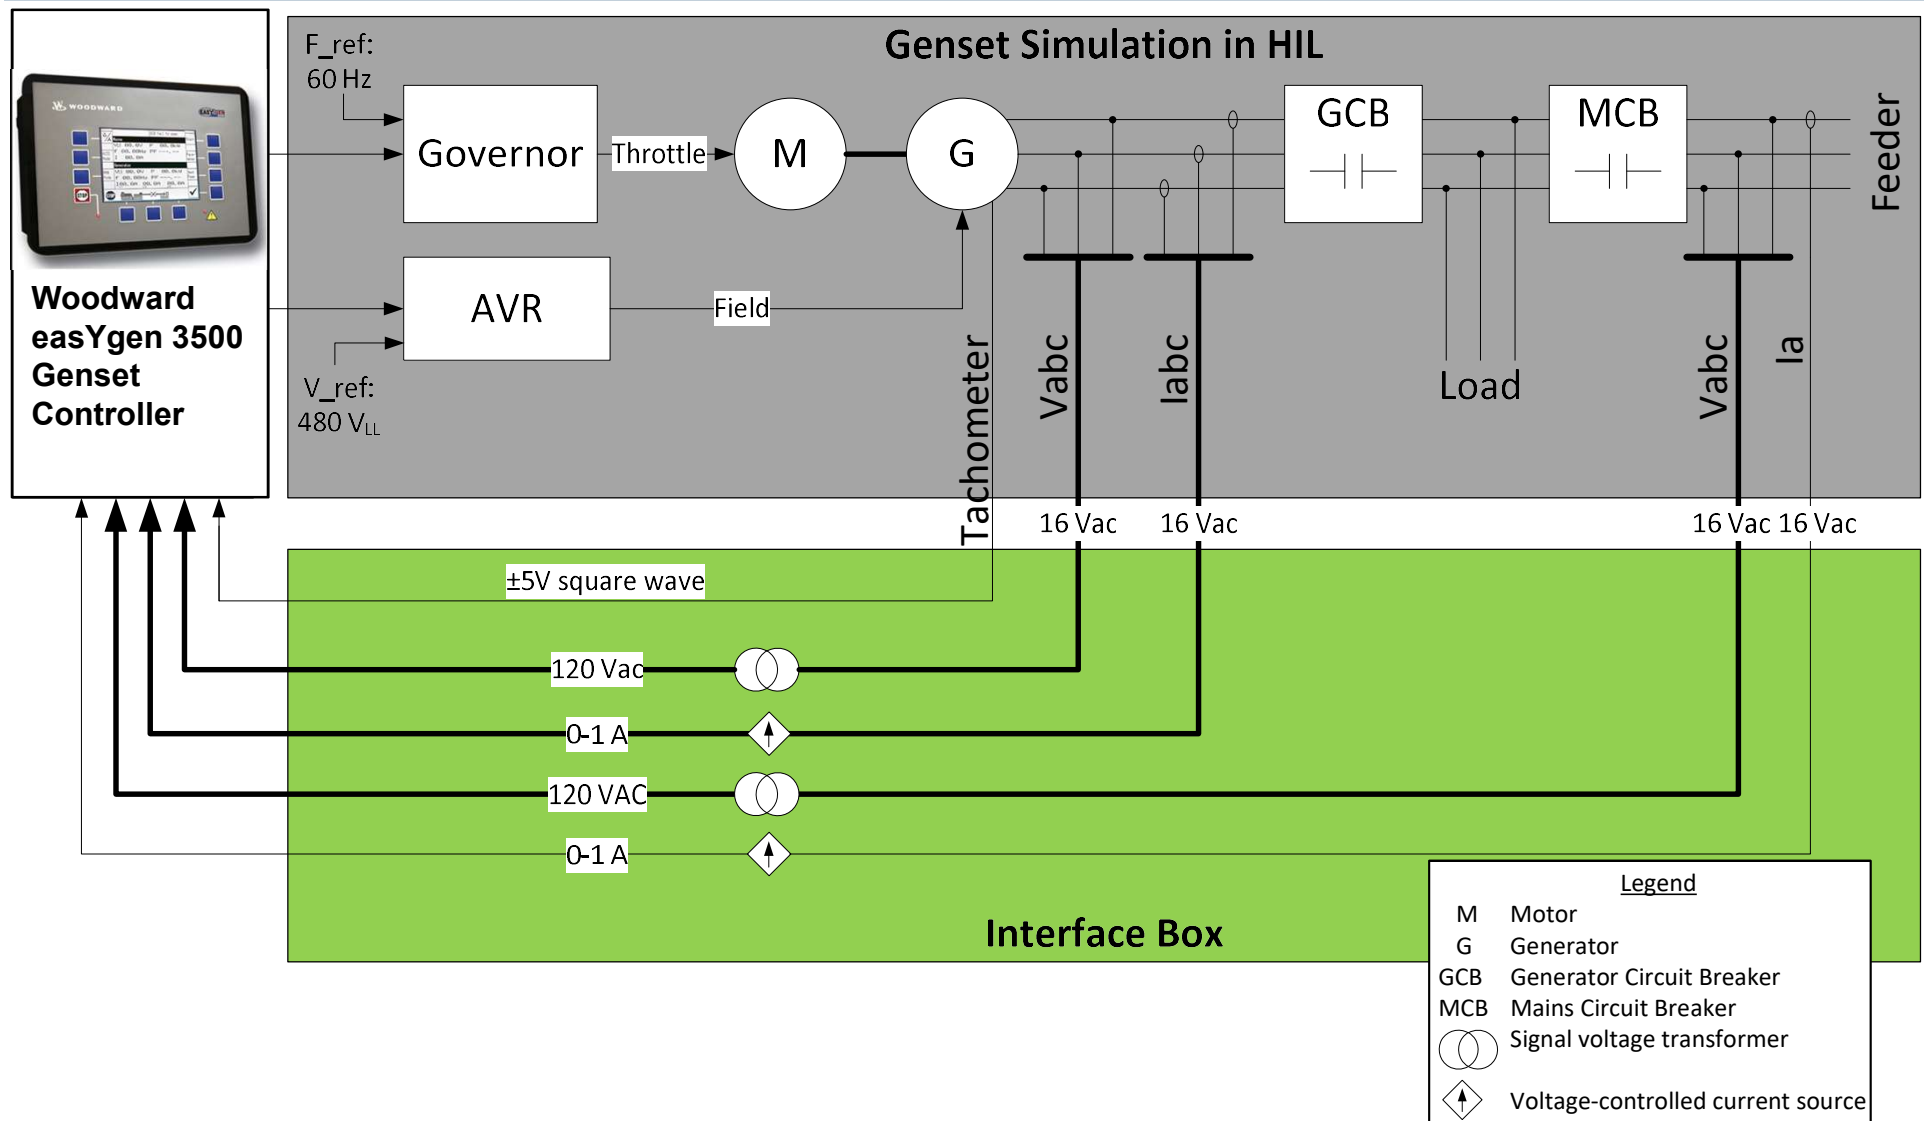 Genset Simulation in HIL
F_ref:
60 Hz
WOODWARD
Governor
Throttle
M
G
GCB
MCB
Feeder
Woodward
easYgen 3500
Genset
Controller
AVR
Field
V_ref:
480 VLL
Tachometer
Vabc
Iabc
Load
Vabc
Ia
16 Vac
16 Vac
16 Vac
16 Vac
±5V square wave
120 Vac
0-1 A
120 VAC
0-1 A
Interface Box
Legend
M Motor
G Generator
GCB Generator Circuit Breaker
MCB Mains Circuit Breaker
Signal voltage transformer
Voltage-controlled current source